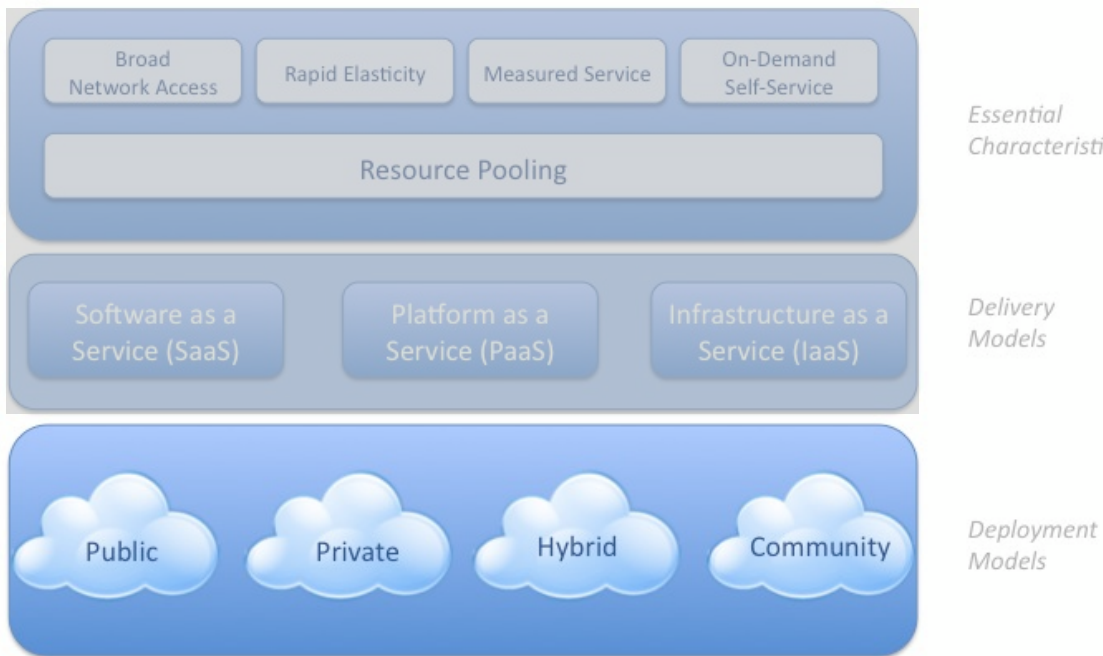 Broad
Network Access
Rapid Elasticity
Measured Service
On-Demand
Self-Service
Resource Pooling
Essential
Characteristi
Software as a
Service (SaaS)
Platform as a
Service (PaaS)
Infrastructure as a
Service (IaaS)
Delivery
Models
Public
Private
Hybrid
Community
Deployment
Models